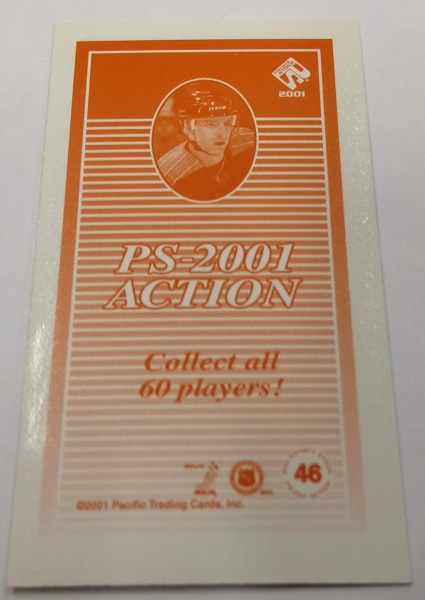 2001
PS-2001
ACTION
Collect all
60 players!
46
©2001 Pacific Trading Cards, Inc.